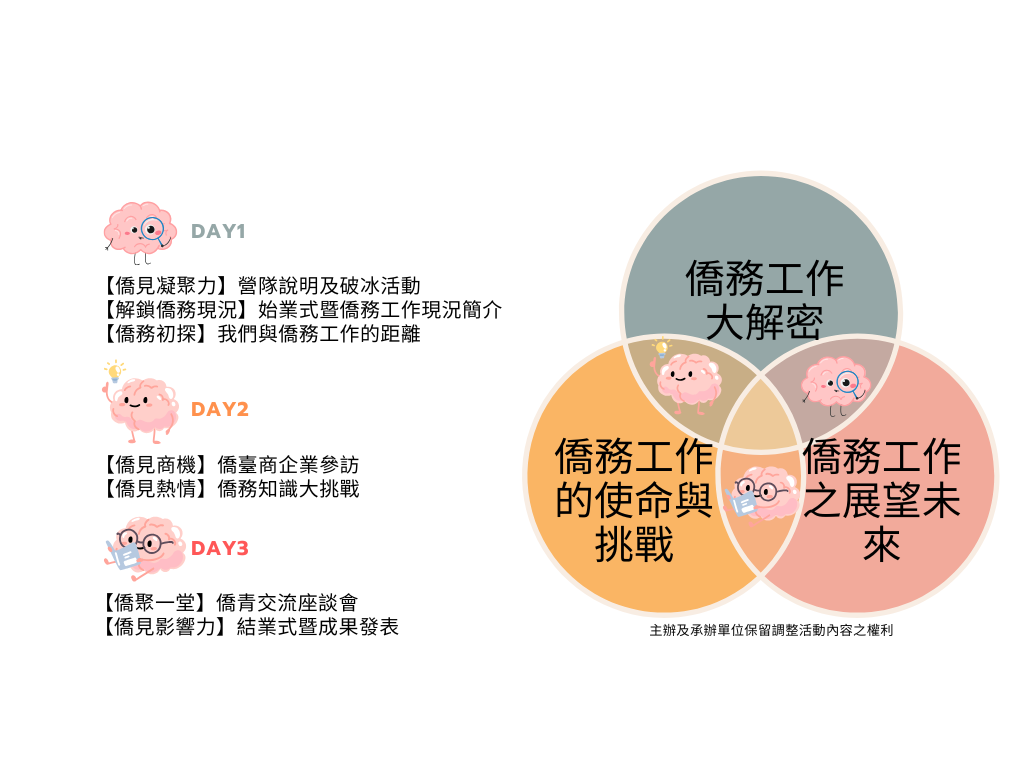 DAY1
【僑見凝聚力】營隊說明及破冰活動
【解鎖僑務現況】始業式暨僑務工作現況簡介
【僑務初探】我們與僑務工作的距離
DAY2
【僑見商機】僑臺商企業參訪
【僑見熱情】僑務知識大挑戰
DAY3
【僑聚一堂】僑青交流座談會
【僑見影響力】結業式暨成果發表
僑務工作
大解密
僑務工作
的使命與
挑戰
僑務工作
之展望未
來
主辦及承辦單位保留調整活動內容之權利